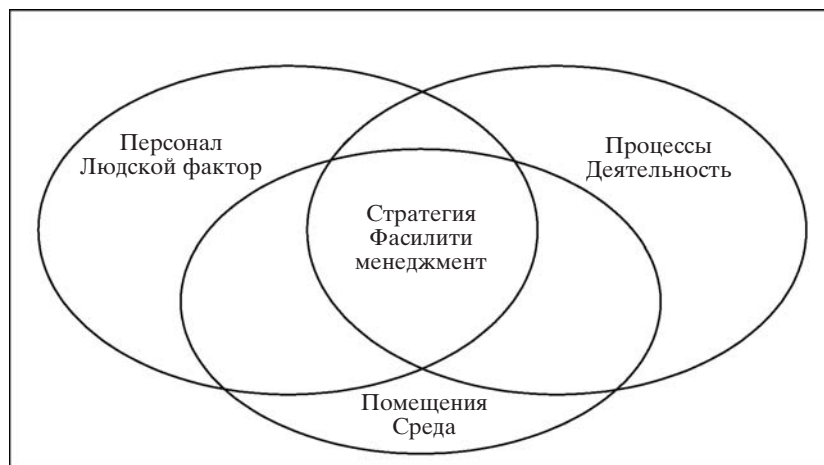 Персонал
Людской фактор
Процессы
Деятельность
Стратегия
Фасилити
менеджмент
Помещения
Среда